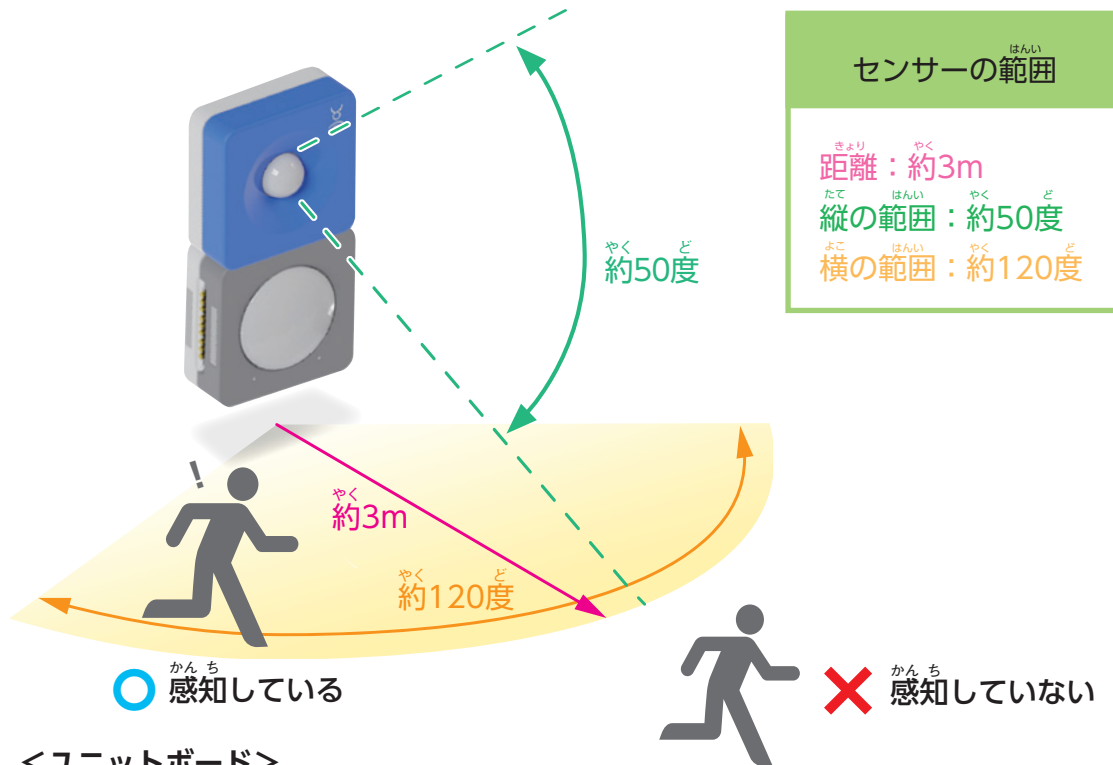 センサーの範囲
距離：約3m
縦の範囲：約50度
横の範囲：約120度
約50度
!
約3m
約120度
感知している
感知していない
＜ユニットボード＞